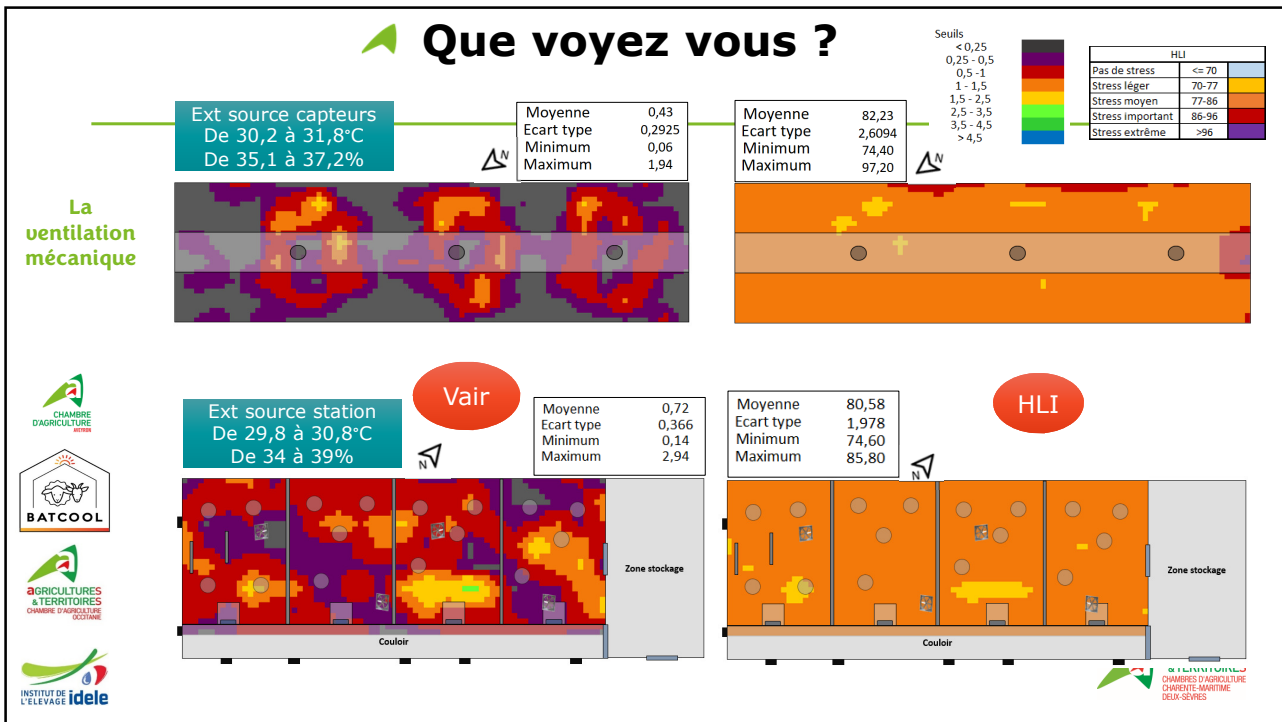 Que voyez vous ?
Seuils
< 0,25
0,25 - 0,5
0,5 -1
1 - 1,5
1,5 - 2,5
2,5 - 3,5
3,5 - 4,5
> 4,5
HLI
Pas de stress <= 70
Stress léger 70-77
Stress moyen 77-86
Stress important 86-96
Stress extrême >96
Ext source capteurs
De 30,2 à 31,8°C
De 35,1 à 37,2%
Moyenne 0,43
Ecart type 0,2925
Minimum 0,06
Maximum 1,94
N
Moyenne 82,23
Ecart type 2,6094
Minimum 74,40
Maximum 97,20
N
La
ventilation
mécanique
Ext source station
De 29,8 à 30,8°C
De 34 à 39%
Vair
Moyenne 0,72
Ecart type 0,366
Minimum 0,14
Maximum 2,94
N
Moyenne 80,58
Ecart type 1,978
Minimum 74,60
Maximum 85,80
HLI
N
Zone stockage
Couloir
Zone stockage
Couloir
CHAMBRE
D'AGRICULTURE
AVEYRON
BATCOOL
AGRICULTURES
& TERRITOIRES
CHAMBRE D'AGRICULTURE
OCCITANIE
INSTITUT DE
L'ELEVAGE idele
& TERRITOIRES
CHAMBRES D'AGRICULTURE
CHARENTE-MARITIME
DEUX-SÈVRES